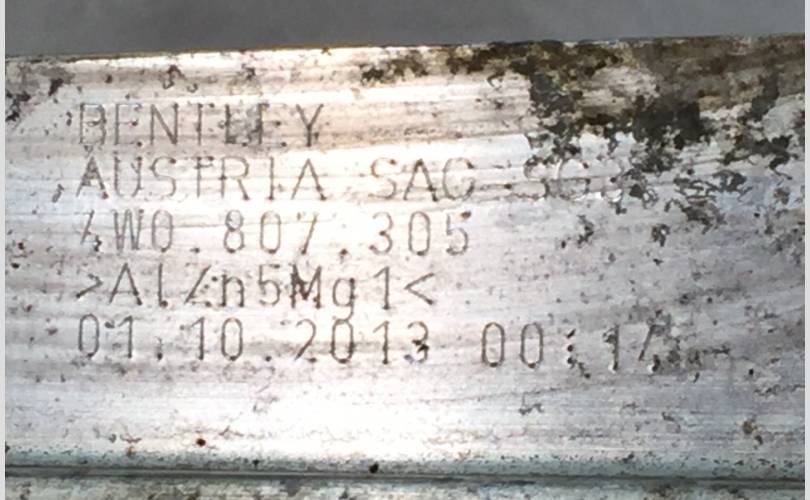 BENTLEY
AUSTRIA SAG
4W0.807.305
>AlZn5Mg1<
01.10.2013 00:14